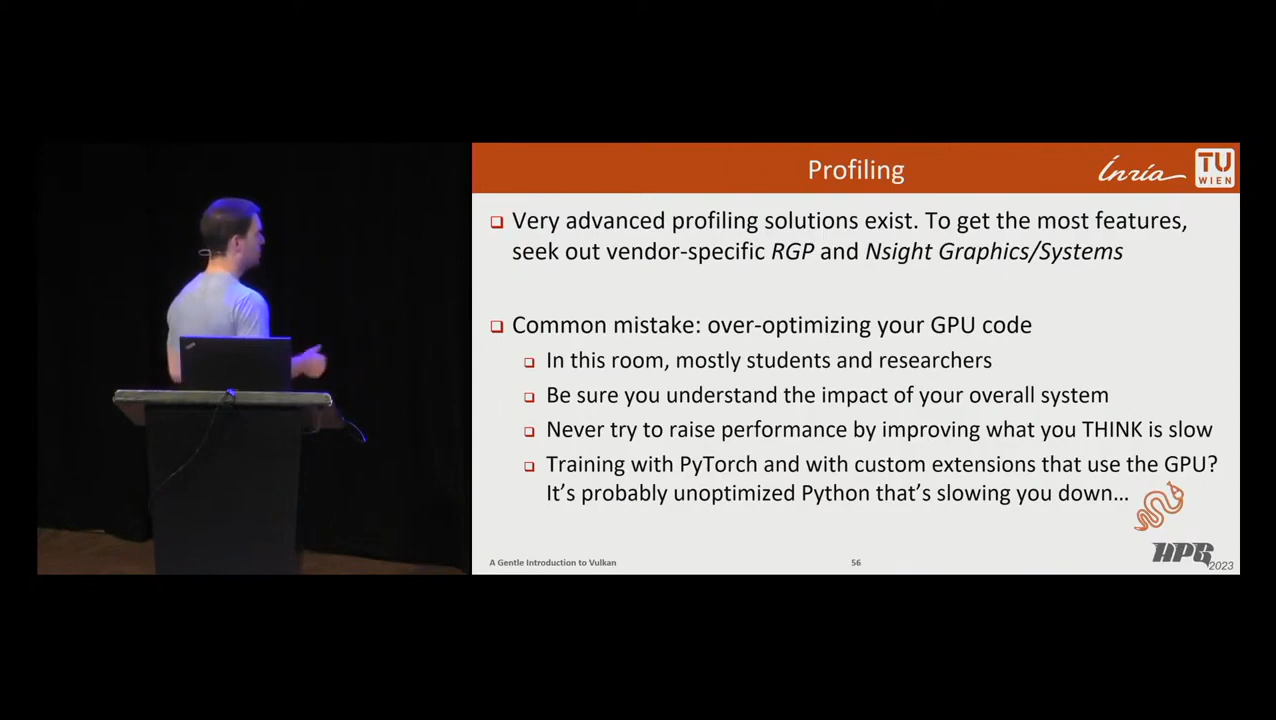 Profiling
Inria
TU
WIEN
Very advanced profiling solutions exist. To get the most features,
seek out vendor-specific RGP and Nsight Graphics/Systems
Common mistake: over-optimizing your GPU code
In this room, mostly students and researchers
Be sure you understand the impact of your overall system
Never try to raise performance by improving what you THINK is slow
Training with PyTorch and with custom extensions that use the GPU?
It's probably unoptimized Python that's slowing you down…
A Gentle Introduction to Vulkan
56
HPG
2023